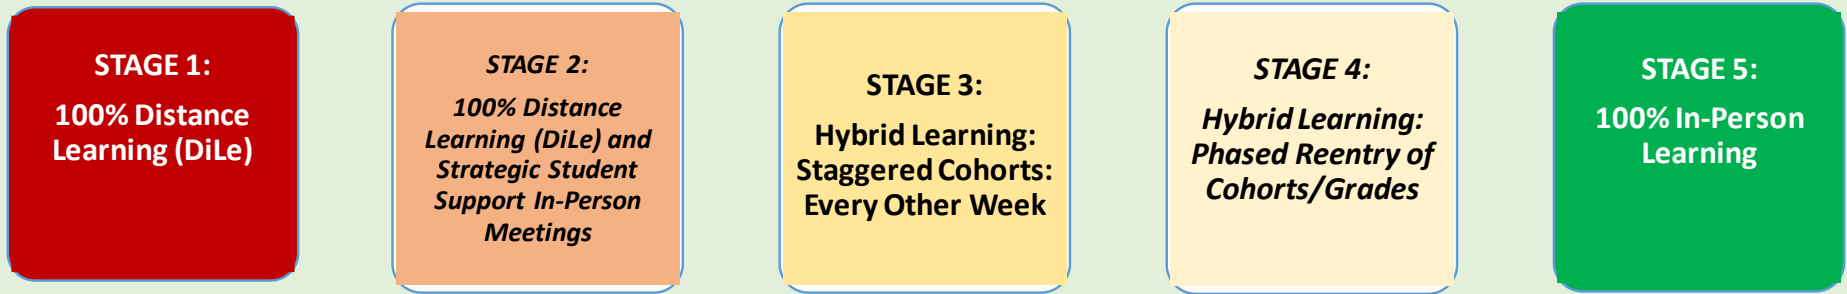 STAGE 1:
100% Distance
Learning (DiLe)
STAGE 2:
100% Distance
Learning (DiLe) and
Strategic Student
Support In-Person
Meetings
STAGE 3:
Hybrid Learning:
Staggered Cohorts:
Every Other Week
STAGE 4:
Hybrid Learning:
Phased Reentry of
Cohorts/Grades
STAGE 5:
100% In-Person
Learning